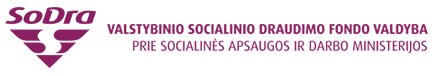 SoDra
VALSTYBINIO SOCIALINIO DRAUDIMO FONDO VALDYBA
PRIE SOCIALINĖS APSAUGOS IR DARBO MINISTERIJOS